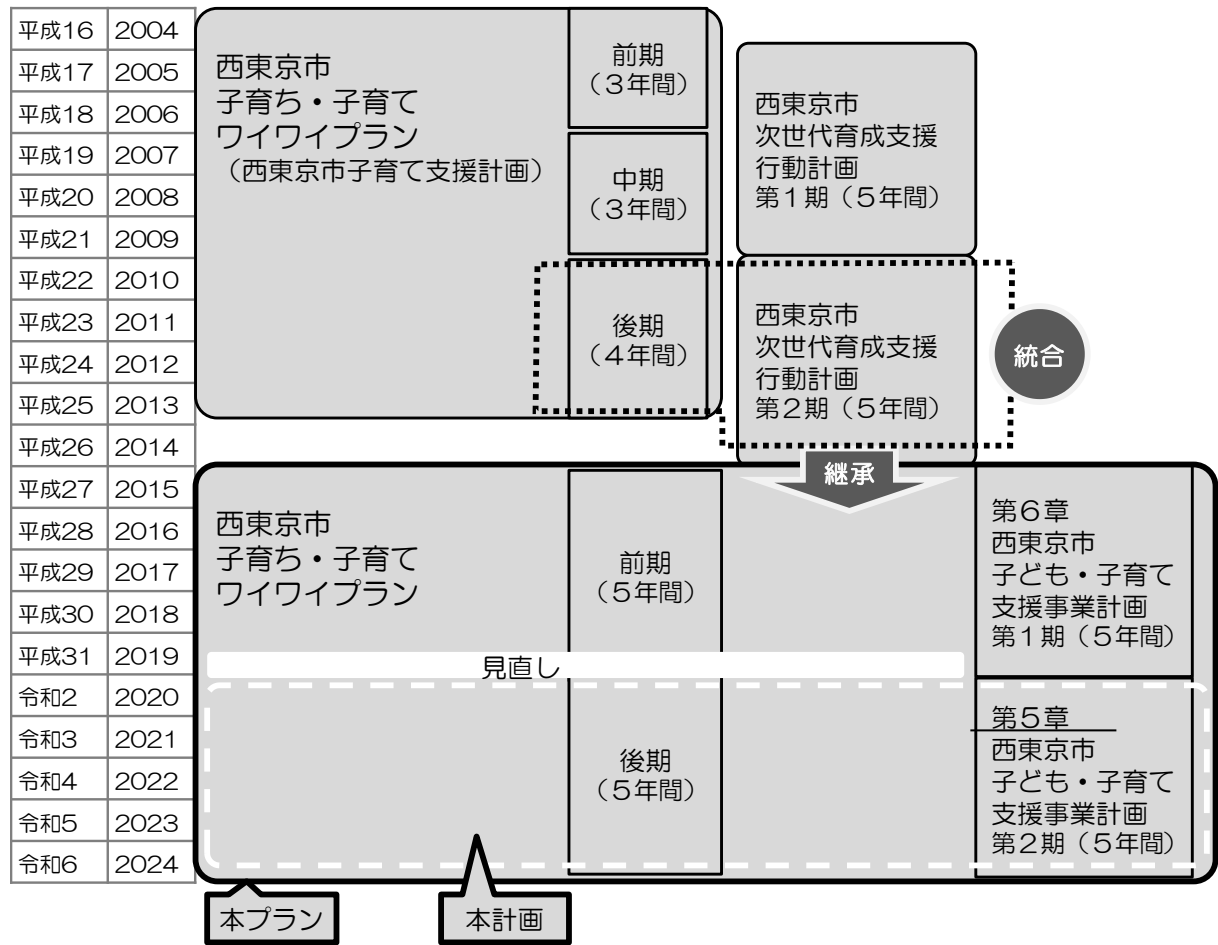 平成16 2004
平成17 2005
平成18 2006
平成19 2007
平成20 2008
平成21 2009
平成22 2010
平成23 2011
平成24 2012
平成25 2013
平成26 2014
平成27 2015
平成28 2016
平成29 2017
平成30 2018
平成31 2019
令和2 2020
令和3 2021
令和4 2022
令和5 2023
令和6 2024
西東京市
子育ち・子育て
ワイワイプラン
（西東京市子育て支援計画）
前期
（３年間）
中期
（３年間）
後期
（４年間）
西東京市
次世代育成支援
行動計画
第１期（５年間）
西東京市
次世代育成支援
行動計画
第２期（５年間）
統合
継承
西東京市
子育ち・子育て
ワイワイプラン
前期
（５年間）
見直し
後期
（５年間）
第６章
西東京市
子ども・子育て
支援事業計画
第１期（５年間）
第５章
西東京市
子ども・子育て
支援事業計画
第２期（５年間）
本プラン
本計画